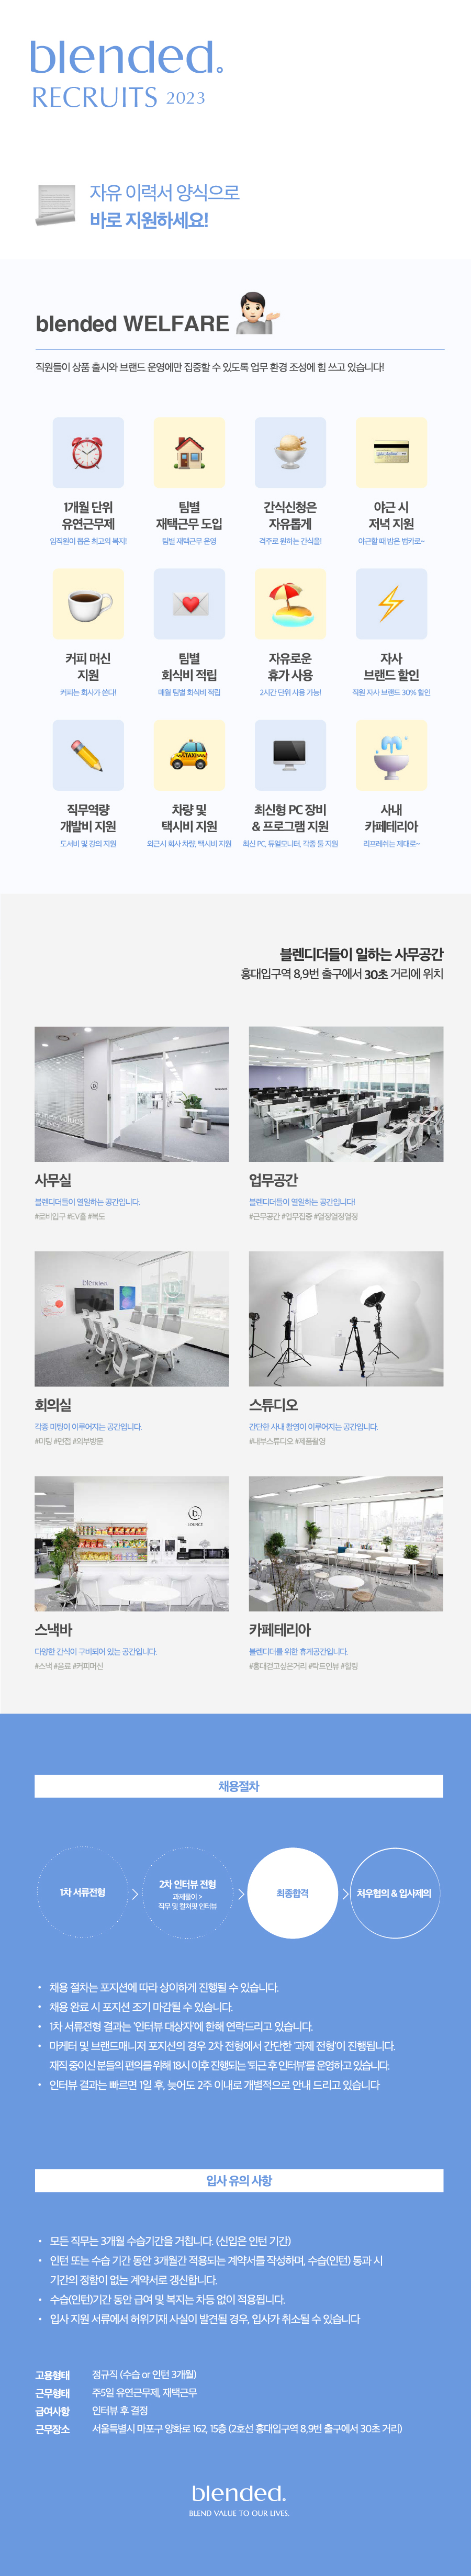 blended.
RECRUITS 2023
자유 이력서 양식으로
바로 지원하세요!
blended WELFARE
직원들이 상품 출시와 브랜드 운영에만 집중할 수 있도록 업무 환경 조성에 힘 쓰고 있습니다!
1개월 단위
유연근무제
임직원이 뽑은 최고의 복지!
팀별
재택근무 도입
팀별 재택근무 운영
간식신청은
자유롭게
격주로 원하는 간식을!
야근 시
저녁 지원
야근할 때 밥은 법카로~
커피 머신
지원
커피는 회사가 쏜다!
팀별
회식비 적립
매월 팀별 회식비 적립
자유로운
휴가 사용
2시간 단위 사용 가능!
자사
브랜드 할인
직원 자사 브랜드 30% 할인
직무역량
개발비 지원
도서비 및 강의 지원
차량 및
택시비 지원
외근시 회사 차량, 택시비 지원
최신형 PC 장비
& 프로그램 지원
최신 PC, 듀얼모니터, 각종 툴 지원
사내
카페테리아
리프레쉬는 제대로~
블렌디더들이 일하는 사무공간
홍대입구역 8,9번 출구에서 30초 거리에 위치
사무실
블렌디더들이 열일하는 공간입니다.
#로비입구 #EV홀 #복도
업무공간
블렌디더들이 열일하는 공간입니다!
#근무공간 #업무집중 #열정열정열정
blended
회의실
각종 미팅이 이루어지는 공간입니다.
#미팅 #면접 #외부방문
스튜디오
간단한 사내 촬영이 이루어지는 공간입니다.
#내부스튜디오 #제품촬영
b.
LOUNGE
스낵바
다양한 간식이 구비되어 있는 공간입니다.
#스낵 #음료 #커피머신
카페테리아
블렌디더를 위한 휴게공간입니다.
#홍대걷고싶은거리 #탁트인뷰 #힐링
채용절차
1차 서류전형
2차 인터뷰 전형
과제풀이 >
직무 및 컬쳐핏 인터뷰
최종합격
처우협의 & 입사제의
• 채용 절차는 포지션에 따라 상이하게 진행될 수 있습니다.
• 채용 완료 시 포지션 조기 마감될 수 있습니다.
• 1차 서류전형 결과는 '인터뷰 대상자'에 한해 연락드리고 있습니다.
• 마케터 및 브랜드매니저 포지션의 경우 2차 전형에서 간단한 '과제 전형'이 진행됩니다.
재직 중이신 분들의 편의를 위해 18시 이후 진행되는 '퇴근 후 인터뷰'를 운영하고 있습니다.
• 인터뷰 결과는 빠르면 1일 후, 늦어도 2주 이내로 개별적으로 안내 드리고 있습니다
입사 유의 사항
• 모든 직무는 3개월 수습기간을 거칩니다. (신입은 인턴 기간)
• 인턴 또는 수습 기간 동안 3개월간 적용되는 계약서를 작성하며, 수습(인턴) 통과 시
기간의 정함이 없는 계약서로 갱신합니다.
• 수습(인턴)기간 동안 급여 및 복지는 차등 없이 적용됩니다.
• 입사 지원 서류에서 허위기재 사실이 발견될 경우, 입사가 취소될 수 있습니다
고용형태 정규직 (수습 or 인턴 3개월)
근무형태 주5일 유연근무제, 재택근무
급여사항 인터뷰 후 결정
근무장소 서울특별시 마포구 양화로 162, 15층 (2호선 홍대입구역 8,9번 출구에서 30초 거리)
blended.
BLEND VALUE TO OUR LIVES.